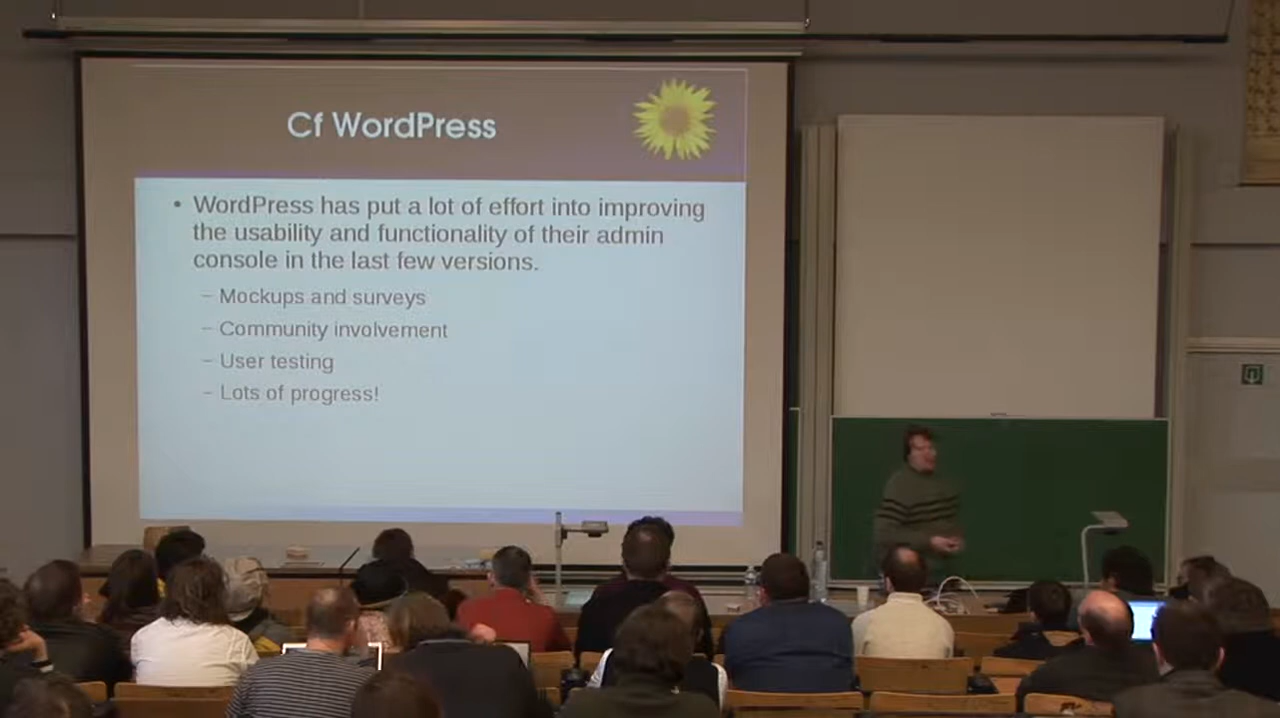 Cf WordPress
• WordPress has put a lot of effort into improving
the usability and functionality of their admin
console in the last few versions.
– Mockups and surveys
– Community involvement
– User testing
– Lots of progress!